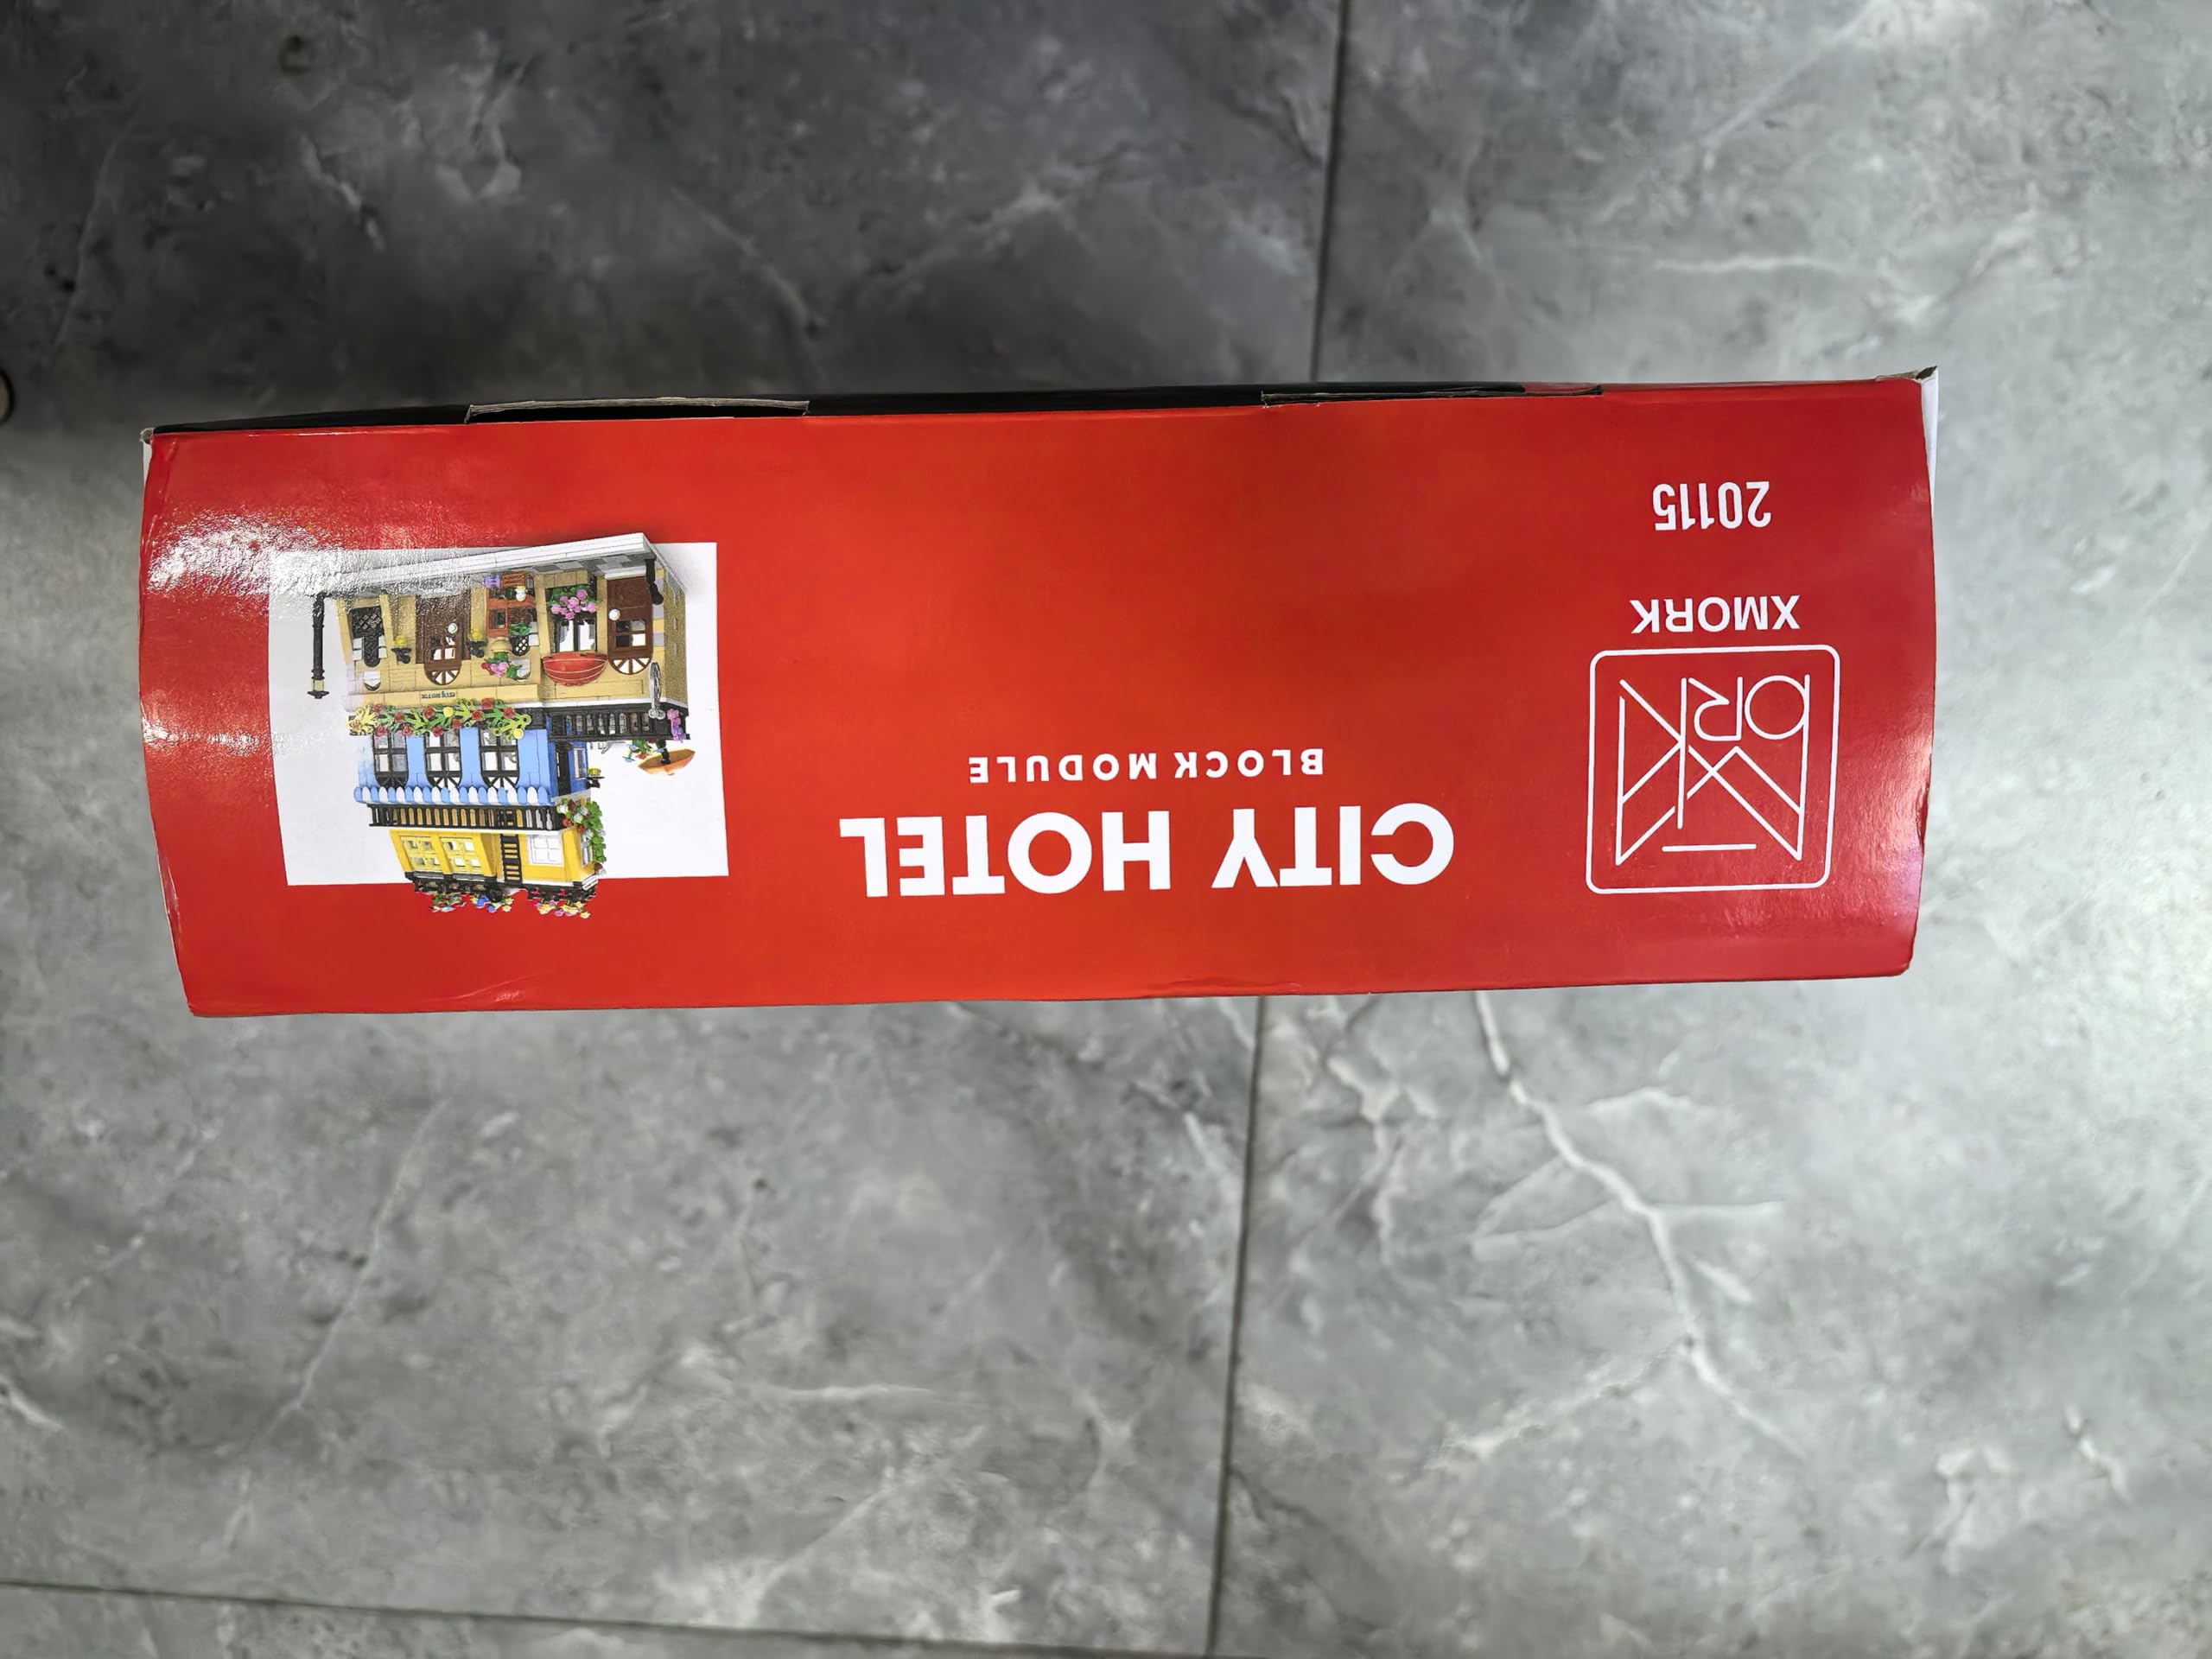 XMORK
20115
CITY HOTEL
BLOCK MODULE